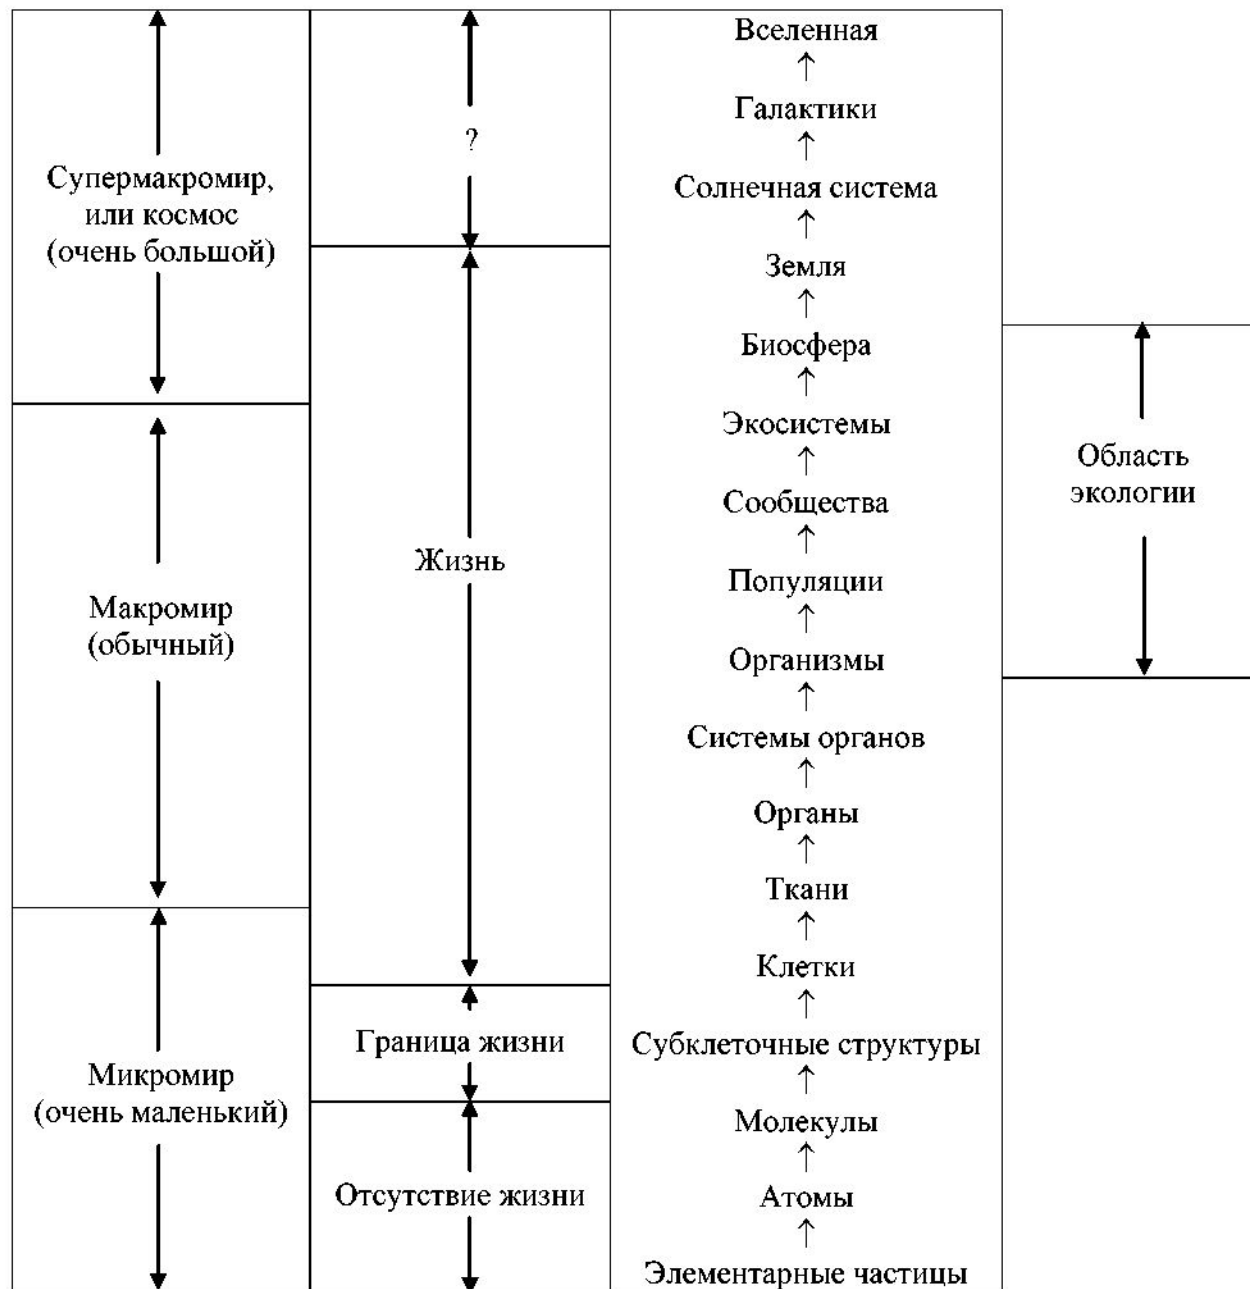 Супермакромир,
или космос
(очень большой)
Макромир
(обычный)
Микромир
(очень маленький)
?
Жизнь
Граница жизни
Отсутствие жизни
Вселенная
↑
Галактики
↑
Солнечная система
↑
Земля
↑
Биосфера
↑
Экосистемы
↑
Сообщества
↑
Популяции
↑
Организмы
↑
Системы органов
↑
Органы
↑
Ткани
↑
Клетки
↑
Субклеточные структуры
↑
Молекулы
↑
Атомы
↑
Элементарные частицы
Область
экологии